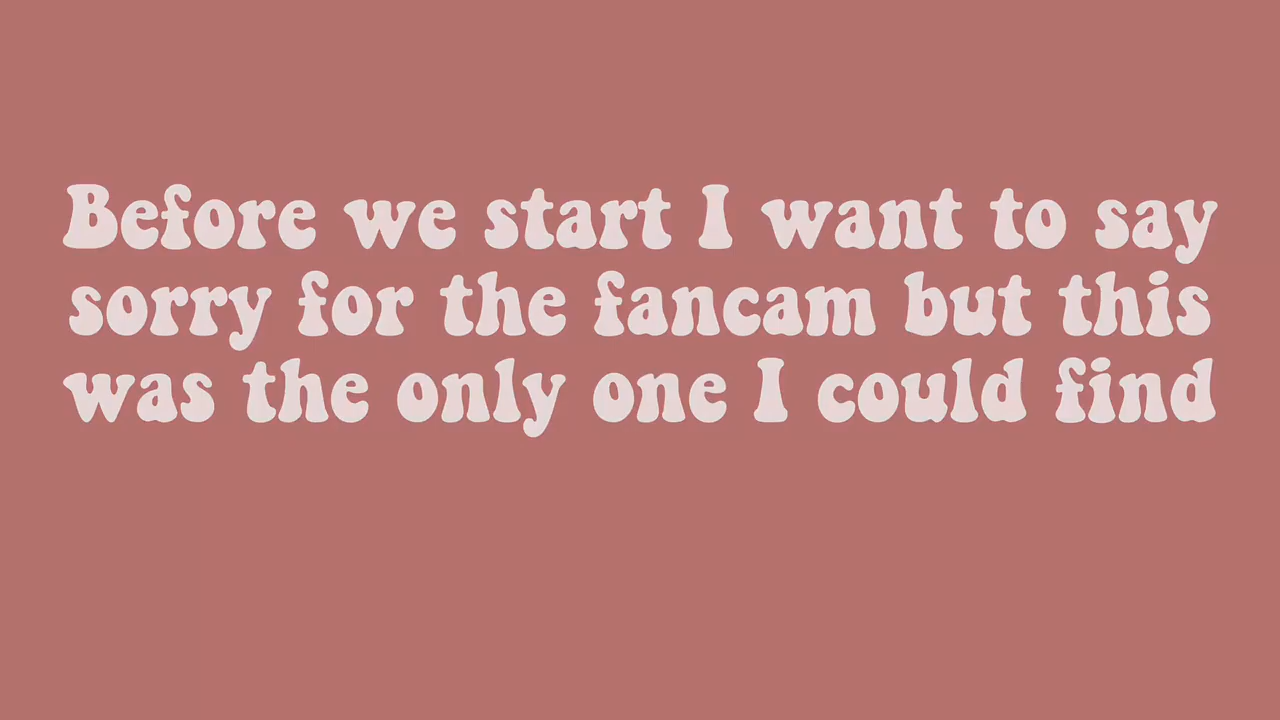 Before we start I want to say
sorry for the fancam but this
was the only one I could find